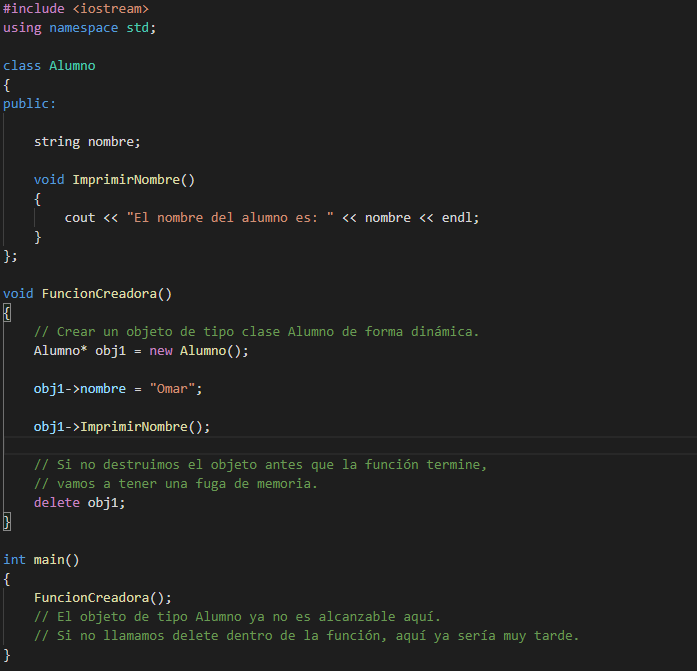 #include <iostream>
using namespace std;
class Alumno
{
public:
string nombre;
void ImprimirNombre()
{
cout << "El nombre del alumno es: " << nombre << endl;
}
};
void FuncionCreadora()
{
// Crear un objeto de tipo clase Alumno de forma dinámica.
Alumno* obj1 = new Alumno();
obj1->nombre = "Omar";
obj1->ImprimirNombre();
// Si no destruimos el objeto antes que la función termine,
// vamos a tener una fuga de memoria.
delete obj1;
}
int main()
{
FuncionCreadora();
// El objeto de tipo Alumno ya no es alcanzable aquí.
// Si no llamamos delete dentro de la función, aquí ya sería muy tarde.
}